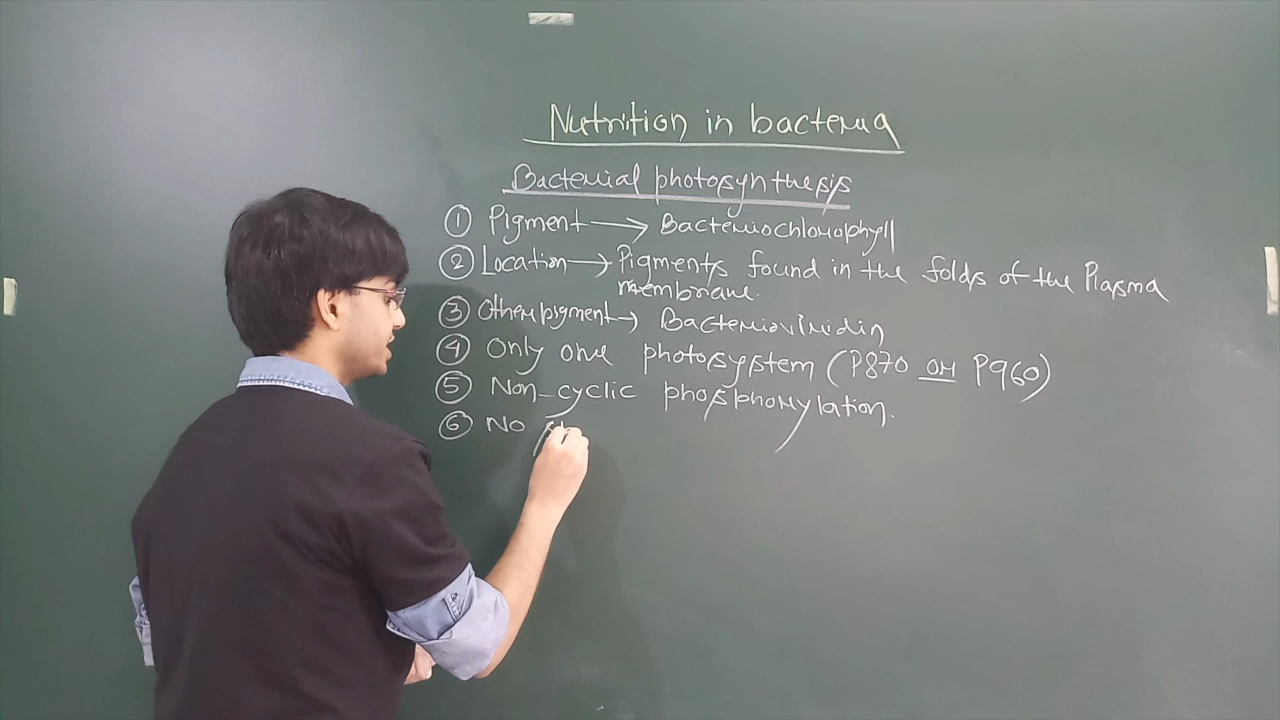 Nutrition in bacteria
Bacterial photosynthesis
① Pigment → Bacteriochlorophyll
② Location → Pigments found in the folds of the Plasma
membrane.
③ Other pigment → Bacterioviridin
④ Only one photosystem (P870 or P960)
⑤ Non-cyclic phosphorylation.
⑥ No